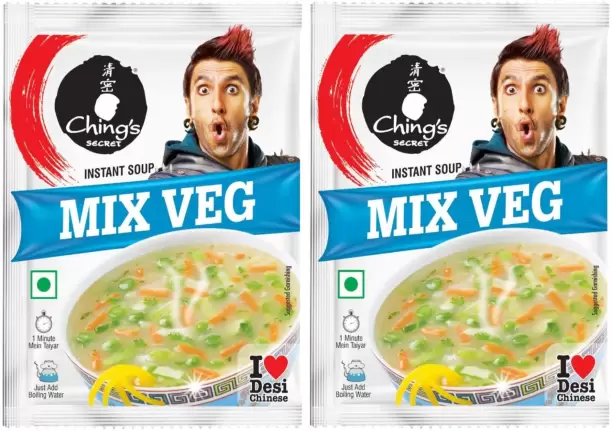 清
窓
Ching's
SECRET
INSTANT SOUP
MIX VEG
Suggested Garnishing
1 Minute
Mein Taiyar
Just Add
Boiling Water
I
Desi
Chinese
清
窓
Ching's
SECRET
INSTANT SOUP
MIX VEG
Suggested Garnishing
1 Minute
Mein Taiyar
Just Add
Boiling Water
I
Desi
Chinese